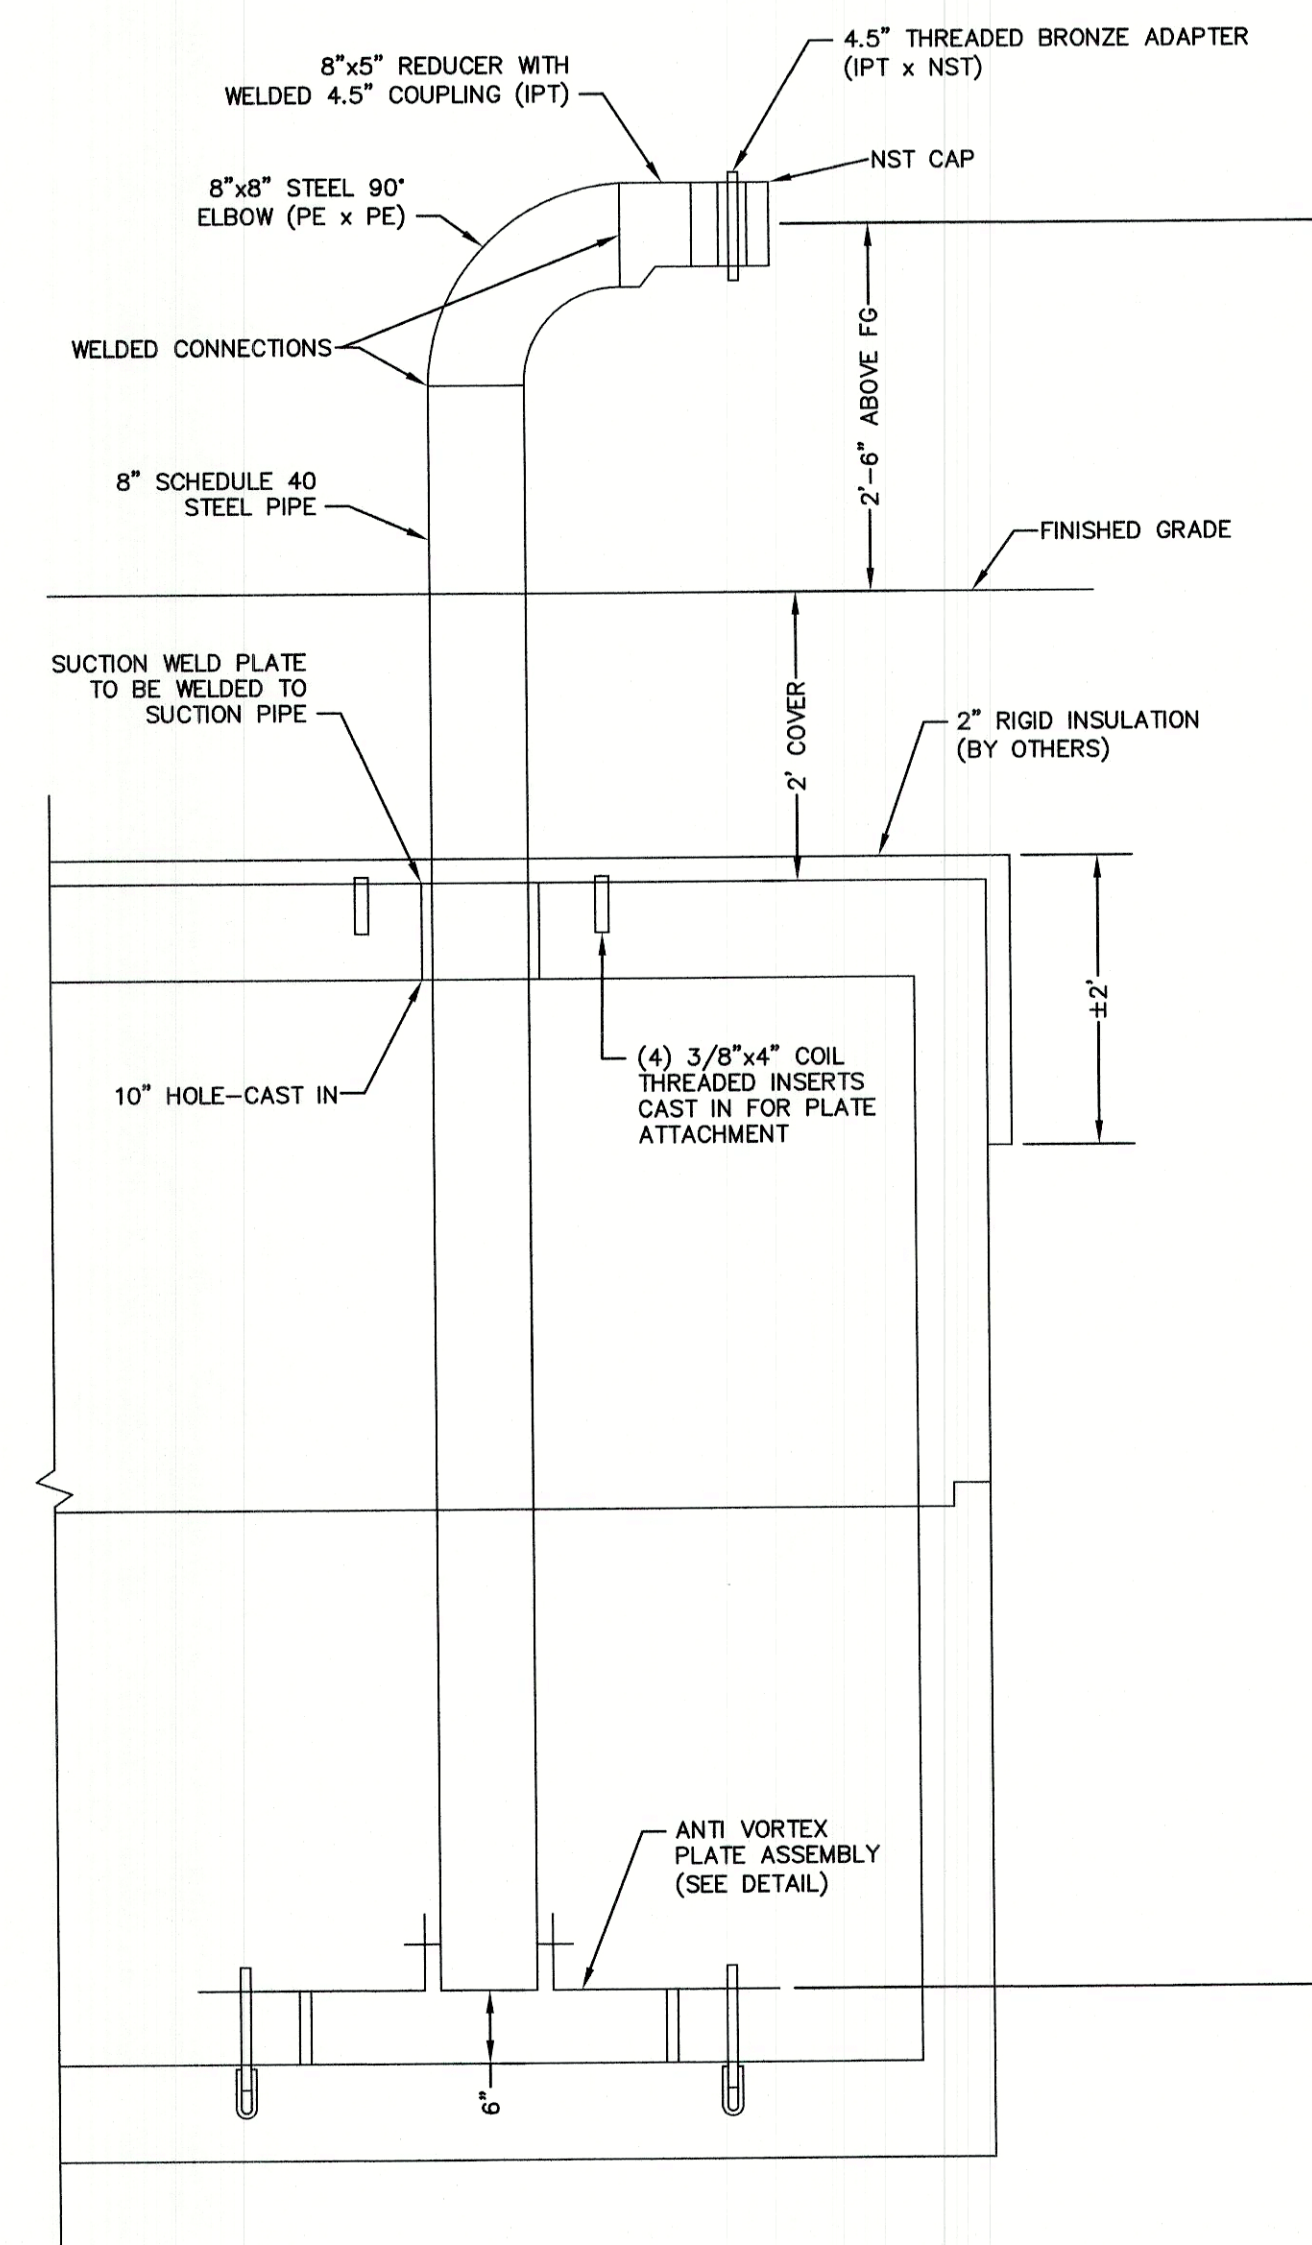 4.5" THREADED BRONZE ADAPTER
(IPT x NST)
8"x5" REDUCER WITH
WELDED 4.5" COUPLING (IPT)
NST CAP
8"x8" STEEL 90°
ELBOW (PE x PE)
WELDED CONNECTIONS
2'-6" ABOVE FG
8" SCHEDULE 40
STEEL PIPE
FINISHED GRADE
SUCTION WELD PLATE
TO BE WELDED TO
SUCTION PIPE
2' COVER
2" RIGID INSULATION
(BY OTHERS)
±2'
10" HOLE-CAST IN
(4) 3/8"x4" COIL
THREADED INSERTS
CAST IN FOR PLATE
ATTACHMENT
ANTI VORTEX
PLATE ASSEMBLY
(SEE DETAIL)
6"